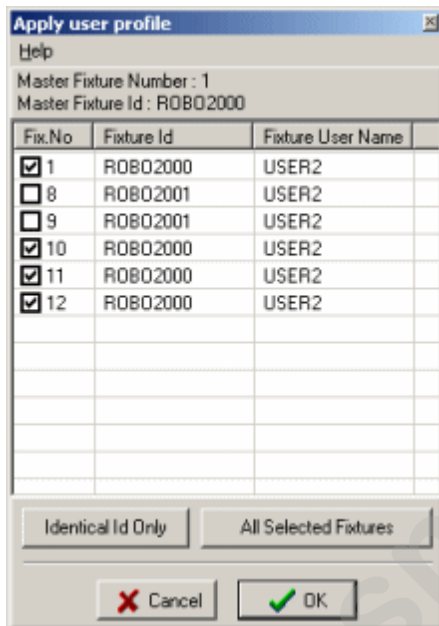 Apply user profile
Help
Master Fixture Number : 1
Master Fixture Id : ROBO2000
Fix.No Fixture Id Fixture User Name
1 ROBO2000 USER2
8 ROBO2001 USER2
9 ROBO2001 USER2
10 ROBO2000 USER2
11 ROBO2000 USER2
12 ROBO2000 USER2
Identical Id Only All Selected Fixtures
Cancel OK